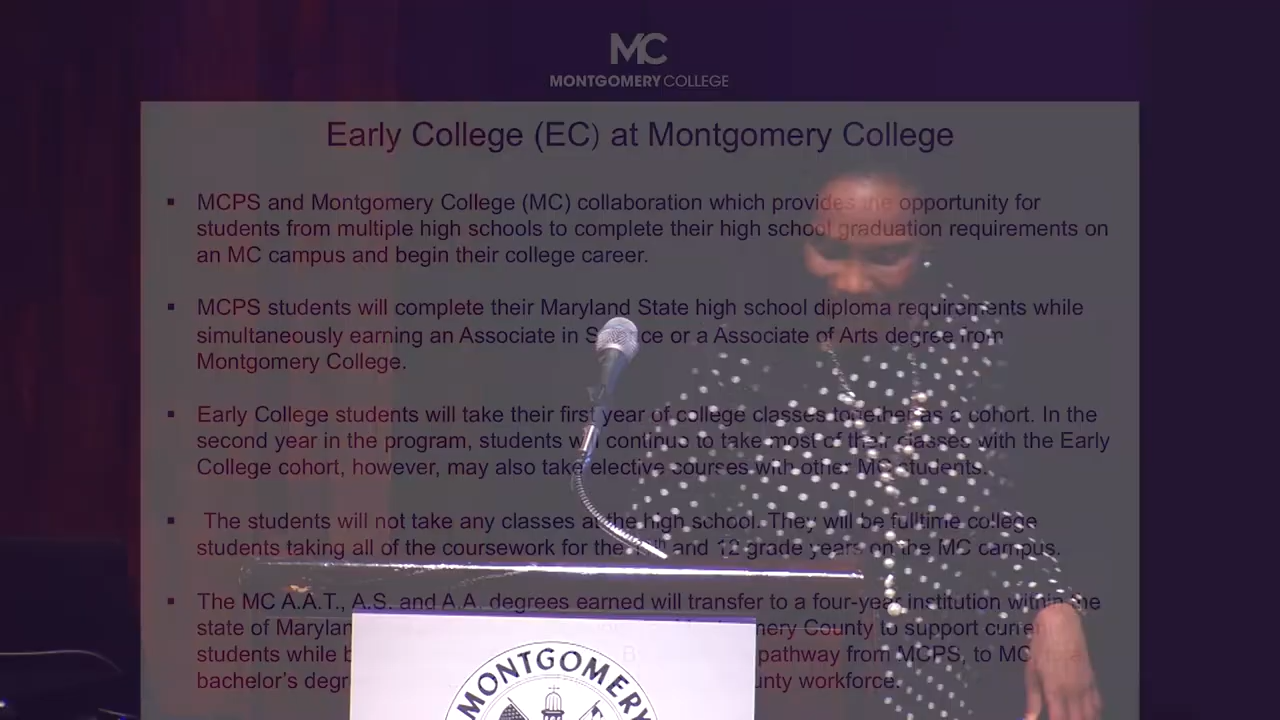 MC
MONTGOMERY COLLEGE
Early College (EC) at Montgomery College
▪ MCPS and Montgomery College (MC) collaboration which provides the opportunity for
students from multiple high schools to complete their high school graduation requirements on
an MC campus and begin their college career.
▪ MCPS students will complete their Maryland State high school diploma requirements while
simultaneously earning an Associate in Science or a Associate of Arts degree from
Montgomery College.
▪ Early College students will take their first year of college classes together as a cohort. In the
second year in the program, students will continue to take most of their classes with the Early
College cohort, however, may also take elective courses with other MC students.
▪ The students will not take any classes at the high school. They will be fulltime college
students taking all of the coursework for the 11th and 12 grade years on the MC campus.
▪ The MC A.A.T., A.S. and A.A. degrees earned will transfer to a four-year institution within the
state of Maryland Montgomery County to support current
students while B pathway from MCPS, to MC
bachelor's workforce.
MONTGOMERY